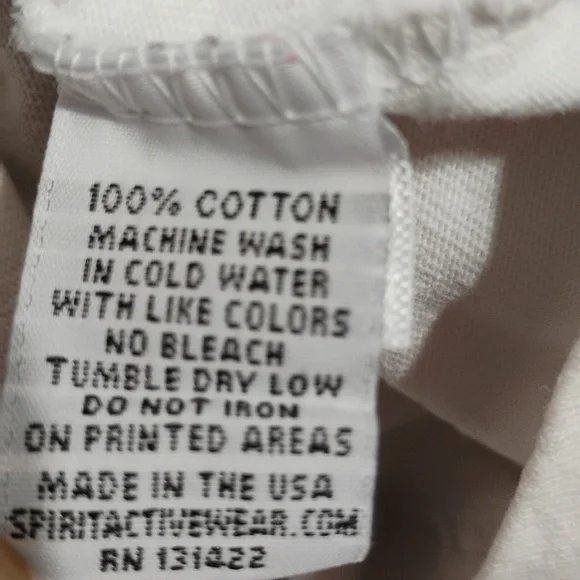 100% COTTON
MACHINE WASH
IN COLD WATER
WITH LIKE COLORS
NO BLEACH
TUMBLE DRY LOW
DO NOT IRON
ON PRINTED AREAS
MADE IN THE USA
SPIRITACTIVEWEAR.COM
RN 131422